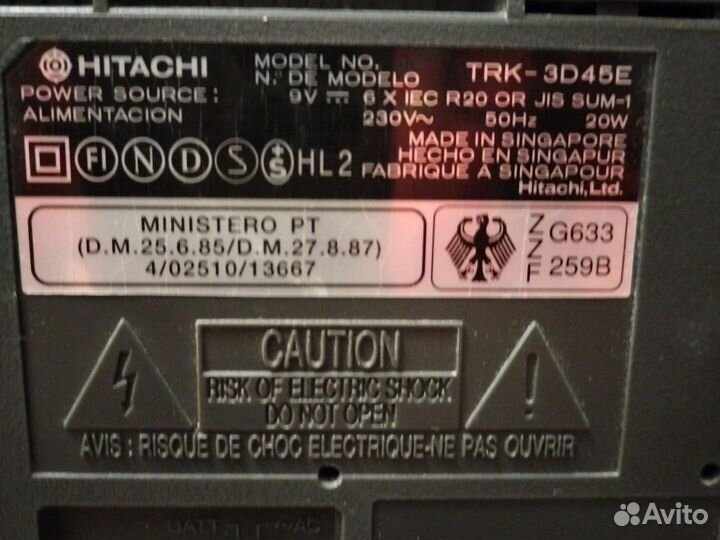 HITACHI
MODEL NO.
N.º DE MODELO
TRK-3D45E
POWER SOURCE:
ALIMENTACION
9V 6 X IEC R20 OR JIS SUM-1
230V~ 50Hz 20W
FI N D S S HL 2
MADE IN SINGAPORE
HECHO EN SINGAPUR
FABRIQUE A SINGAPOUR
Hitachi, Ltd.
MINISTERO PT
(D.M.25.6.85/D.M.27.8.87)
4/02510/13667
ZZF
G633
259B
CAUTION
RISK OF ELECTRIC SHOCK
DO NOT OPEN
AVIS : RISQUE DE CHOC ELECTRIQUE-NE PAS OUVRIR
BATT
Avito